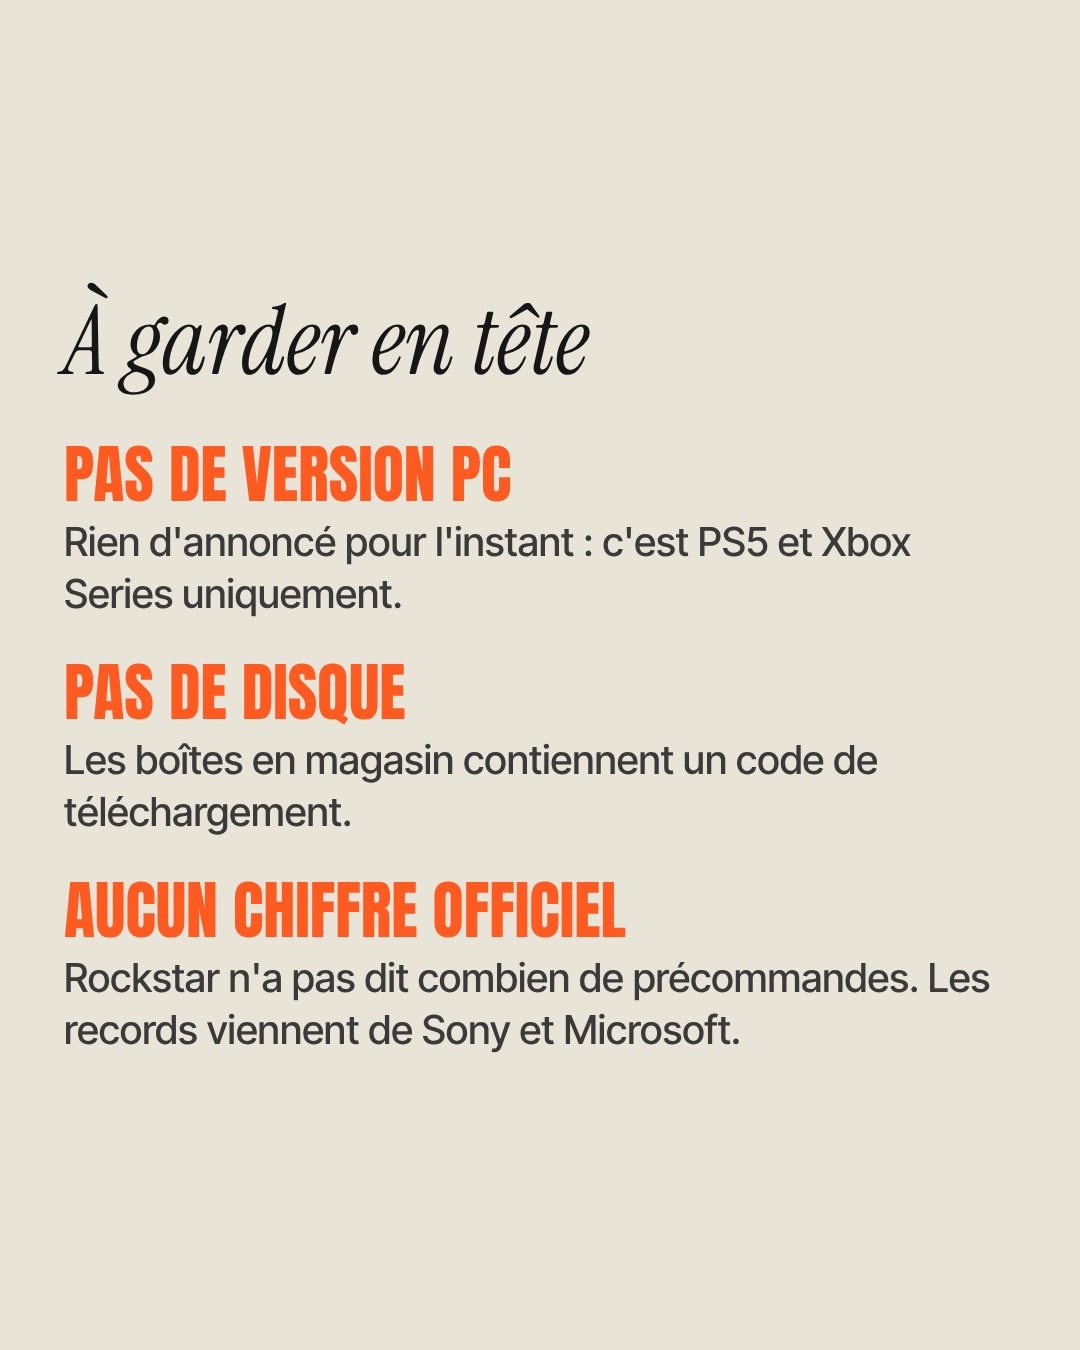 À garder en tête
PAS DE VERSION PC
Rien d'annoncé pour l'instant : c'est PS5 et Xbox
Series uniquement.
PAS DE DISQUE
Les boîtes en magasin contiennent un code de
téléchargement.
AUCUN CHIFFRE OFFICIEL
Rockstar n'a pas dit combien de précommandes. Les
records viennent de Sony et Microsoft.